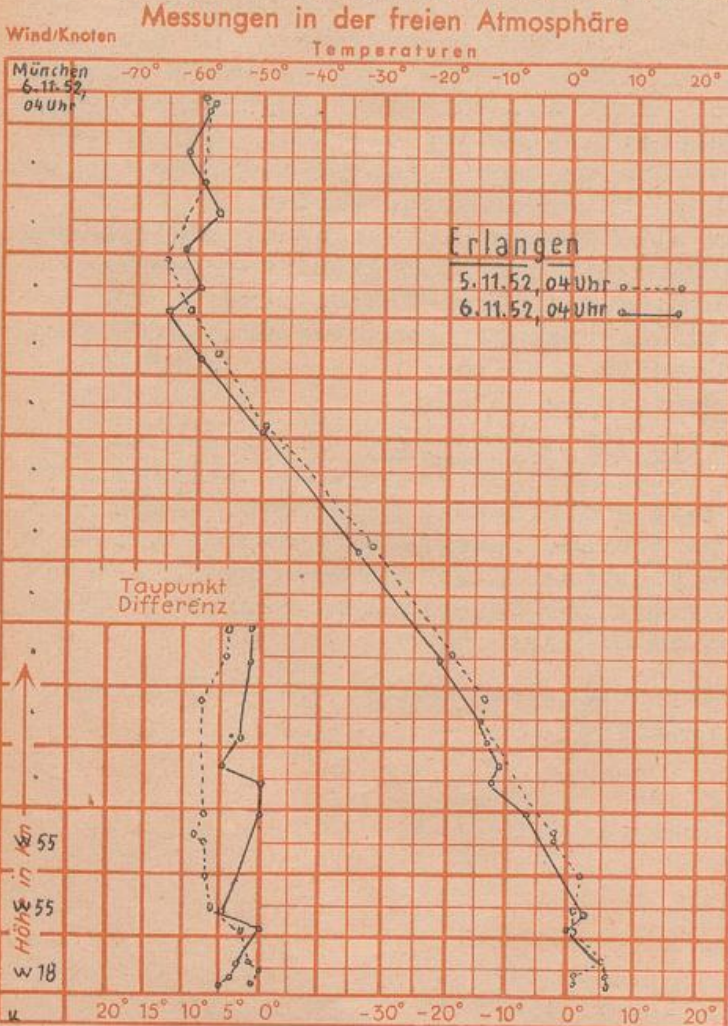 Messungen in der freien Atmosphäre
Wind/Knoten
Temperaturen
München
6.11.52,
04 Uhr
-70° -60° -50° -40° -30° -20° -10° 0° 10° 20°
Erlangen
5.11.52, 04 Uhr
6.11.52, 04 Uhr
Taupunkt
Differenz
Höhe in Km
W 55
W 55
W 18
20° 15° 10° 5° 0° -30° -20° -10° 0° 10° 20°